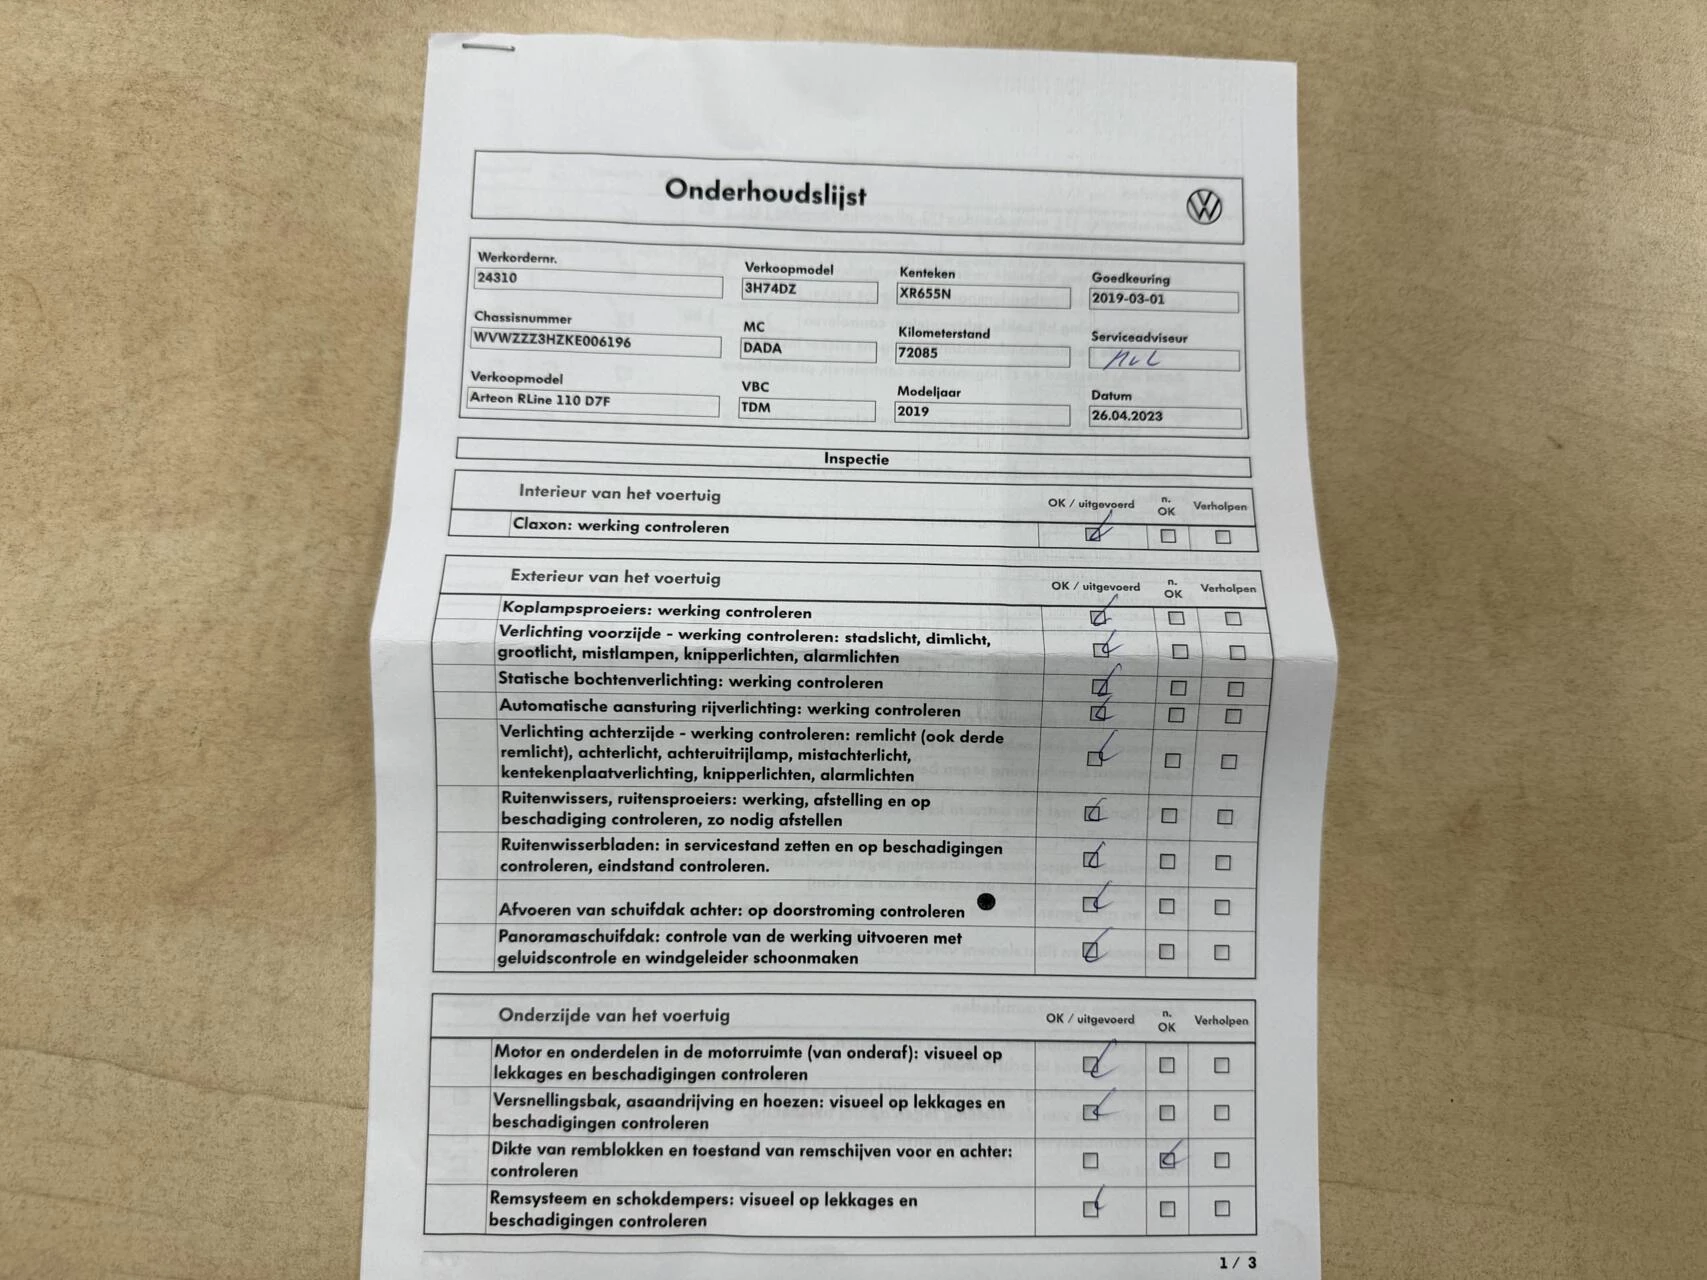 Onderhoudslijst
Werkordernr.
24310
Verkoopmodel
3H74DZ
Kenteken
XR655N
Goedkeuring
2019-03-01
Chassisnummer
WVWZZZ3HZKE006196
MC
DADA
Kilometerstand
72085
Serviceadviseur
Verkoopmodel
Arteon RLine 110 D7F
VBC
TDM
Modeljaar
2019
Datum
26.04.2023
Inspectie
Interieur van het voertuig OK / uitgevoerd n. OK Verholpen
Claxon: werking controleren
Exterieur van het voertuig OK / uitgevoerd n. OK Verholpen
Koplampsproeiers: werking controleren
Verlichting voorzijde - werking controleren: stadslicht, dimlicht,
grootlicht, mistlampen, knipperlichten, alarmlichten
Statische bochtenverlichting: werking controleren
Automatische aansturing rijverlichting: werking controleren
Verlichting achterzijde - werking controleren: remlicht (ook derde
remlicht), achterlicht, achteruitrijlamp, mistachterlicht,
kentekenplaatverlichting, knipperlichten, alarmlichten
Ruitenwissers, ruitensproeiers: werking, afstelling en op
beschadiging controleren, zo nodig afstellen
Ruitenwisserbladen: in servicestand zetten en op beschadigingen
controleren, eindstand controleren.
Afvoeren van schuifdak achter: op doorstroming controleren
Panoramaschuifdak: controle van de werking uitvoeren met
geluidscontrole en windgeleider schoonmaken
Onderzijde van het voertuig OK / uitgevoerd n. OK Verholpen
Motor en onderdelen in de motorruimte (van onderaf): visueel op
lekkages en beschadigingen controleren
Versnellingsbak, asaandrijving en hoezen: visueel op lekkages en
beschadigingen controleren
Dikte van remblokken en toestand van remschijven voor en achter:
controleren
Remsysteem en schokdempers: visueel op lekkages en
beschadigingen controleren
1 / 3